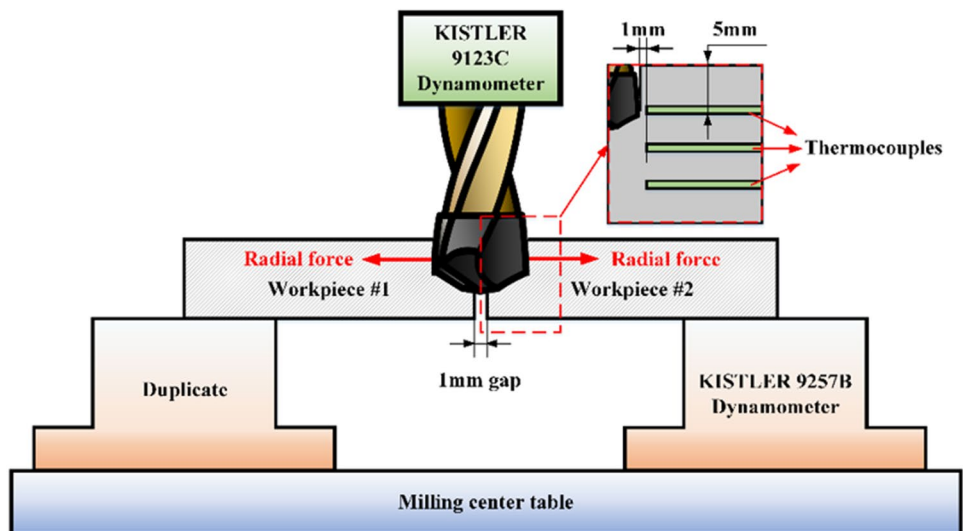 KISTLER
9123C
Dynamometer
1mm
5mm
Thermocouples
Radial force
Radial force
Workpiece #1
Workpiece #2
1mm gap
Duplicate
KISTLER 9257B
Dynamometer
Milling center table